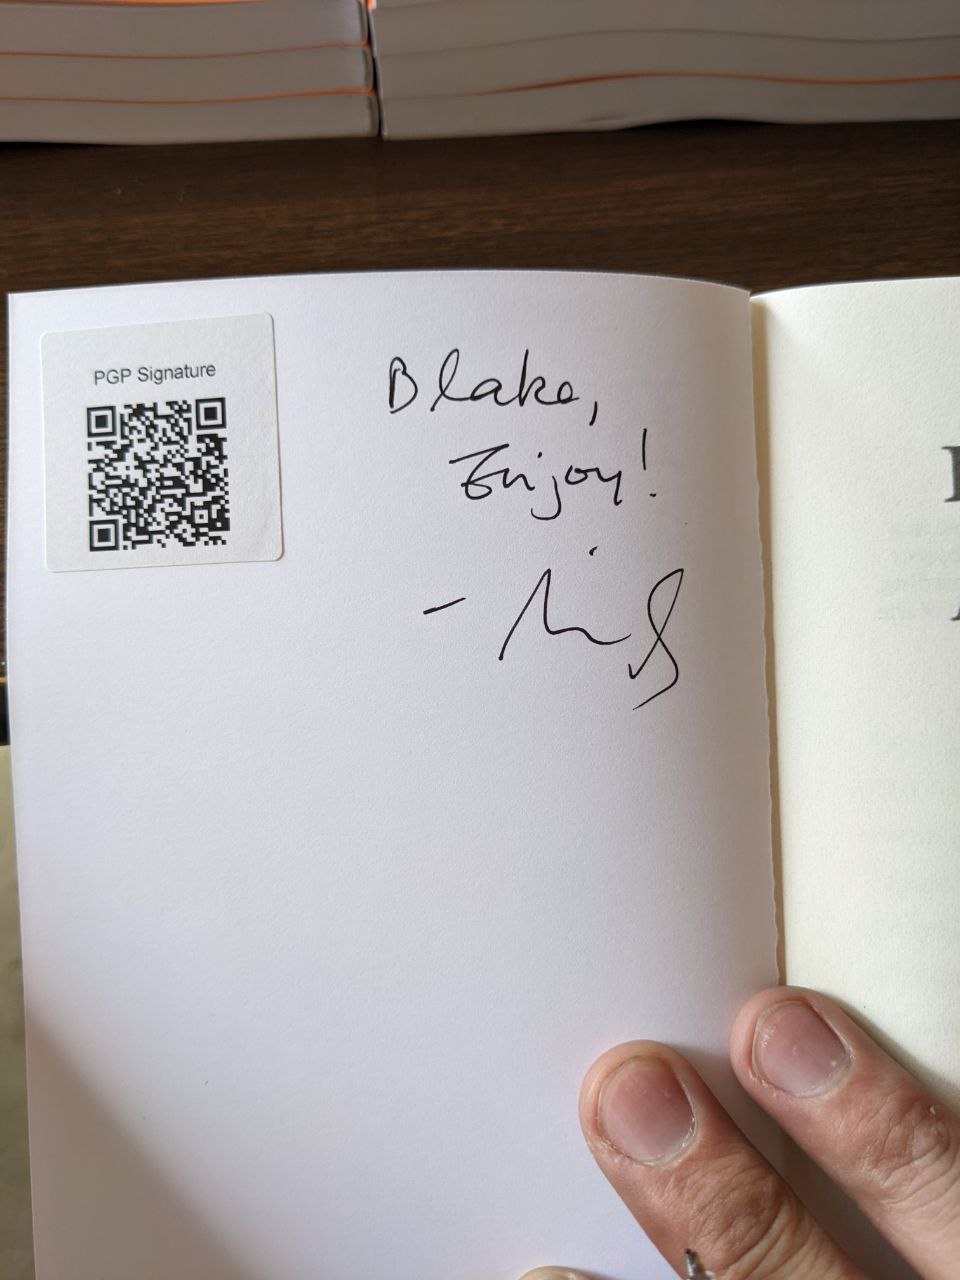 PGP Signature
Blake,
Enjoy!